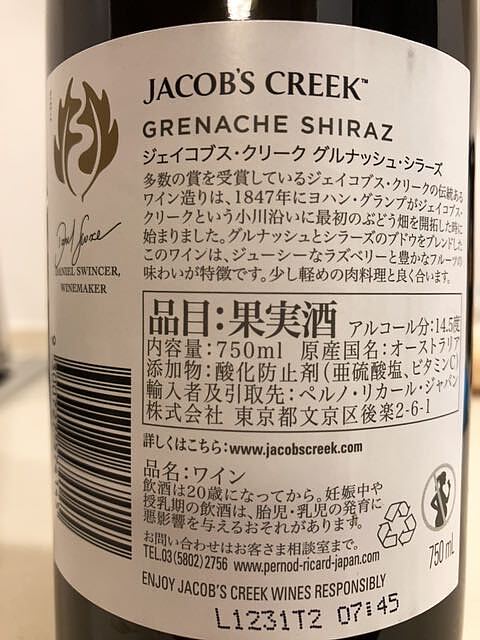 JACOB'S CREEK™
GRENACHE SHIRAZ
ジェイコブス・クリーク グルナッシュ・シラーズ
多数の賞を受賞しているジェイコブス・クリークの伝統ある
ワイン造りは、1847年にヨハン・グランプがジェイコブス・
クリークという小川沿いに最初のぶどう畑を開拓した時に
始まりました。グルナッシュとシラーズのブドウをブレンドした
このワインは、ジューシーなラズベリーと豊かなフルーツの
味わいが特徴です。少し軽めの肉料理と良く合います。
DANIEL SWINCER,
WINEMAKER
品目:果実酒 アルコール分:14.5度
内容量:750ml 原産国名:オーストラリア
添加物:酸化防止剤(亜硫酸塩、ビタミンC)
輸入者及び引取先:ペルノ・リカール・ジャパン
株式会社 東京都文京区後楽2-6-1
詳しくはこちら:www.jacobscreek.com
品名:ワイン
飲酒は20歳になってから。妊娠中や
授乳期の飲酒は、胎児・乳児の発育に
悪影響を与えるおそれがあります。
お問い合わせはお客さま相談室まで。
TEL.03(5802)2756 www.pernod-ricard-japan.com
750 mL
ENJOY JACOB'S CREEK WINES RESPONSIBLY
L1231T2 07:45